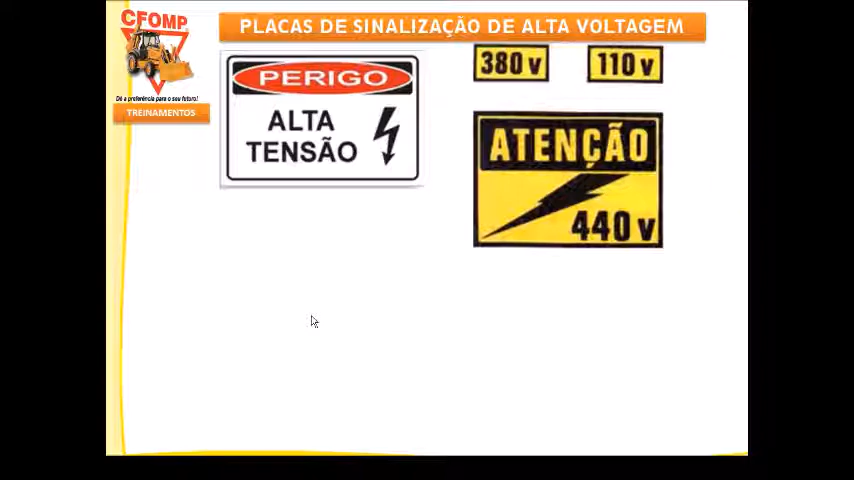 CFOMP
Dê a preferência para o seu futuro!
TREINAMENTOS
PLACAS DE SINALIZAÇÃO DE ALTA VOLTAGEM
PERIGO
ALTA
TENSÃO
380 v
110 v
ATENÇÃO
440 v